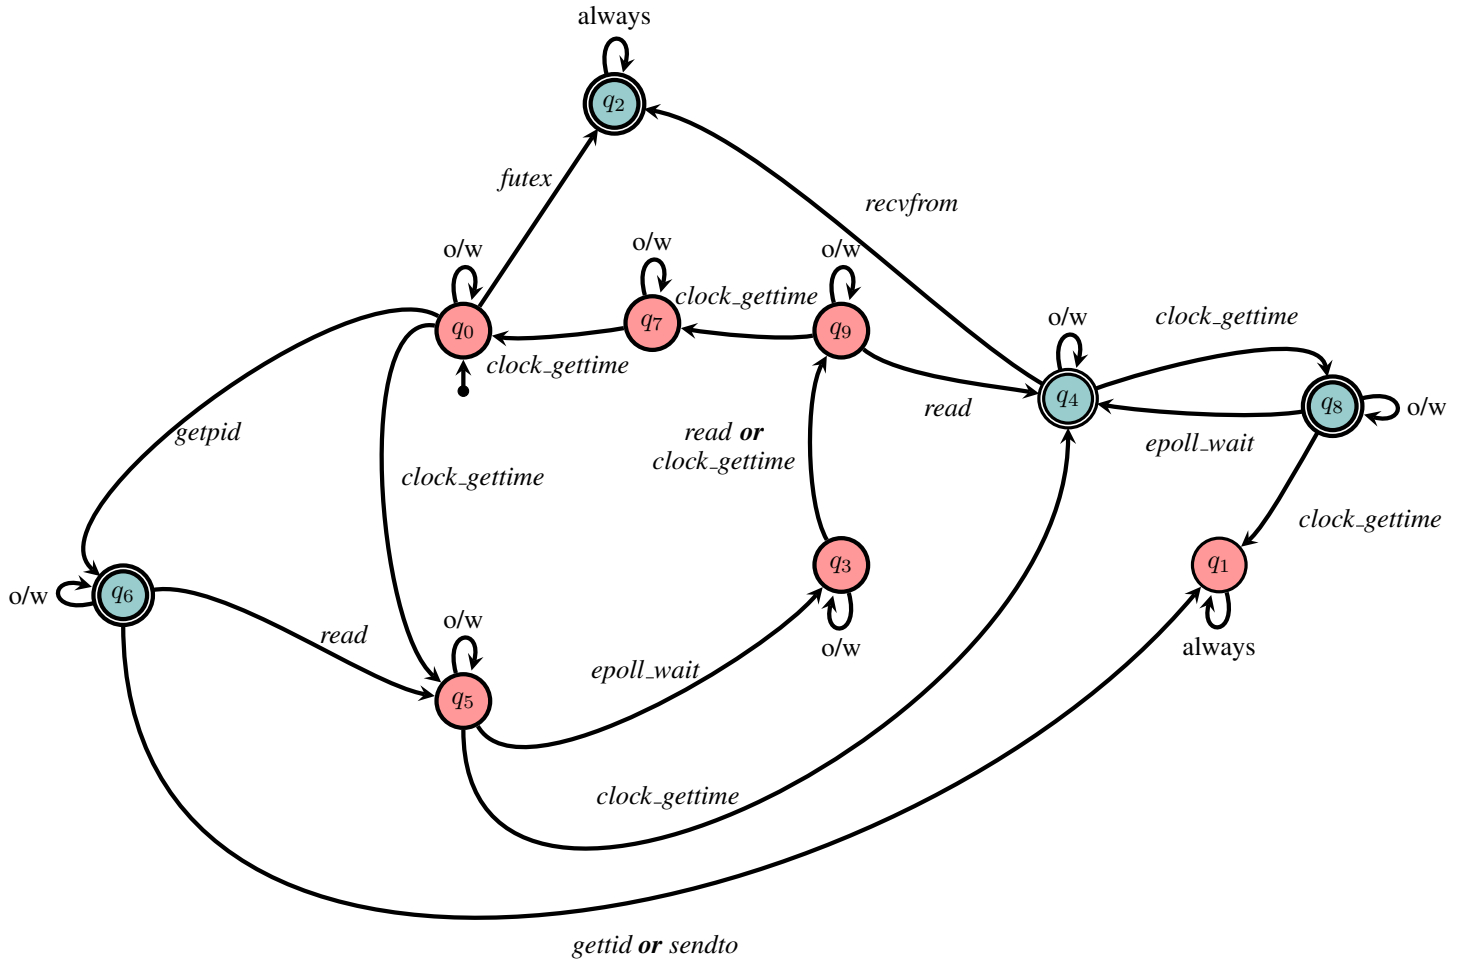 always
q2
futex
recvfrom
o/w
o/w
o/w
clock_gettime
q0
q7
q9
clock_gettime
o/w
clock_gettime
q4
q8
o/w
read
epoll_wait
getpid
read or
clock_gettime
clock_gettime
clock_gettime
q3
q1
o/w
q6
o/w
always
o/w
read
q5
epoll_wait
clock_gettime
gettid or sendto